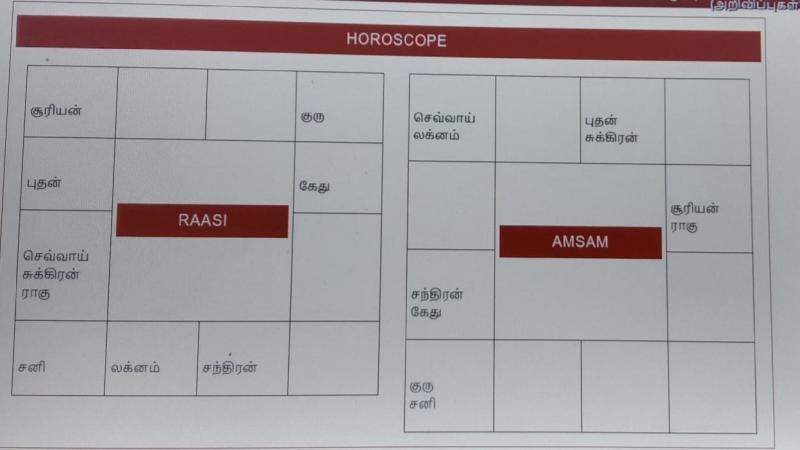 (அறிவிப்புகள்
HOROSCOPE
சூரியன்
குரு
புதன்
கேது
RAASI
செவ்வாய்
சுக்கிரன்
ராகு
சனி
லக்னம்
சந்திரன்
செவ்வாய்
லக்னம்
புதன்
சுக்கிரன்
சூரியன்
ராகு
AMSAM
சந்திரன்
கேது
குரு
சனி